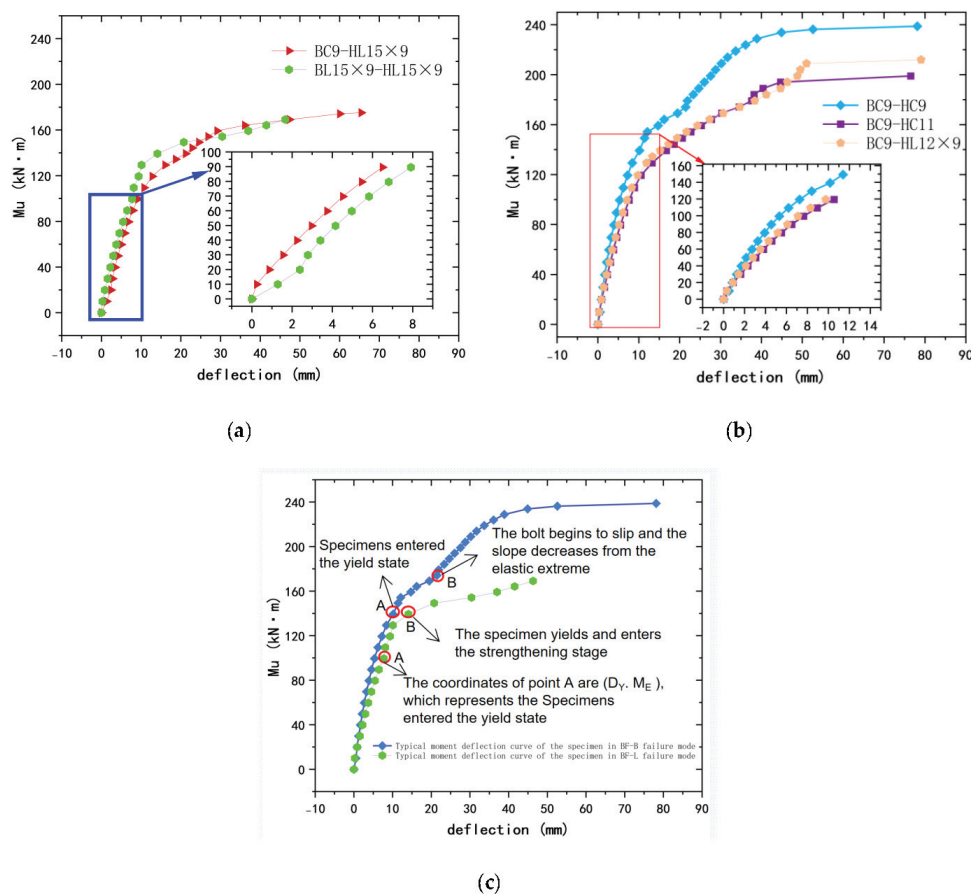 240
200
160
120
80
40
0
Mu (kN·m)
BC9-HL15×9
BL15×9-HL15×9
90
80
70
60
50
40
30
20
10
0
0 2 4 6 8
-10 0 10 20 30 40 50 60 70 80 90
deflection (mm)
(a)
240
200
160
120
80
40
0
Mu (kN·m)
BC9-HC9
BC9-HC11
BC9-HL12×9
160
140
120
100
80
60
40
20
0
-2 0 2 4 6 8 10 12 14
-10 0 10 20 30 40 50 60 70 80 90
deflection (mm)
(b)
240
200
160
120
80
40
0
Mu (kN·m)
Specimens entered
the yield state
The bolt begins to slip and the
slope decreases from the
elastic extreme
A
B
B
The specimen yields and enters
the strengthening stage
A
The coordinates of point A are (D_Y. M_E ),
which represents the Specimens
entered the yield state
Typical moment deflection curve of the specimen in BF-B failure mode
Typical moment deflection curve of the specimen in BF-L failure mode
-10 0 10 20 30 40 50 60 70 80 90
deflection (mm)
(c)